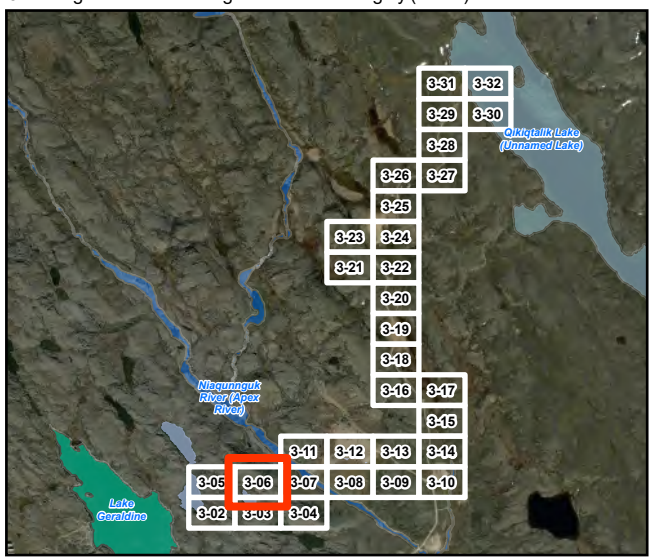 3-31 3-32
3-29 3-30
Qikiqtalik Lake
(Unnamed Lake)
3-28
3-26 3-27
3-25
3-23 3-24
3-21 3-22
3-20
3-19
3-18
Niaqunnguk
River (Apex
River)
3-16 3-17
3-15
3-11 3-12 3-13 3-14
3-05 3-06 3-07 3-08 3-09 3-10
Lake
Geraldine
3-02 3-03 3-04